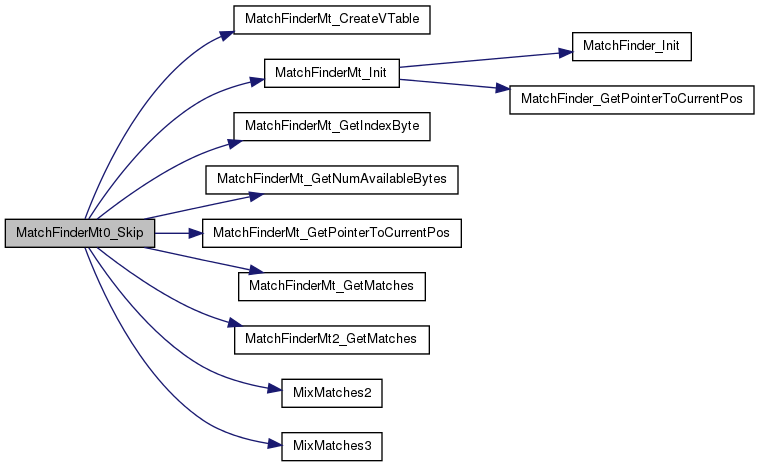 MatchFinderMt_CreateVTable
MatchFinder_Init
MatchFinderMt_Init
MatchFinder_GetPointerToCurrentPos
MatchFinderMt_GetIndexByte
MatchFinderMt_GetNumAvailableBytes
MatchFinderMt0_Skip
MatchFinderMt_GetPointerToCurrentPos
MatchFinderMt_GetMatches
MatchFinderMt2_GetMatches
MixMatches2
MixMatches3